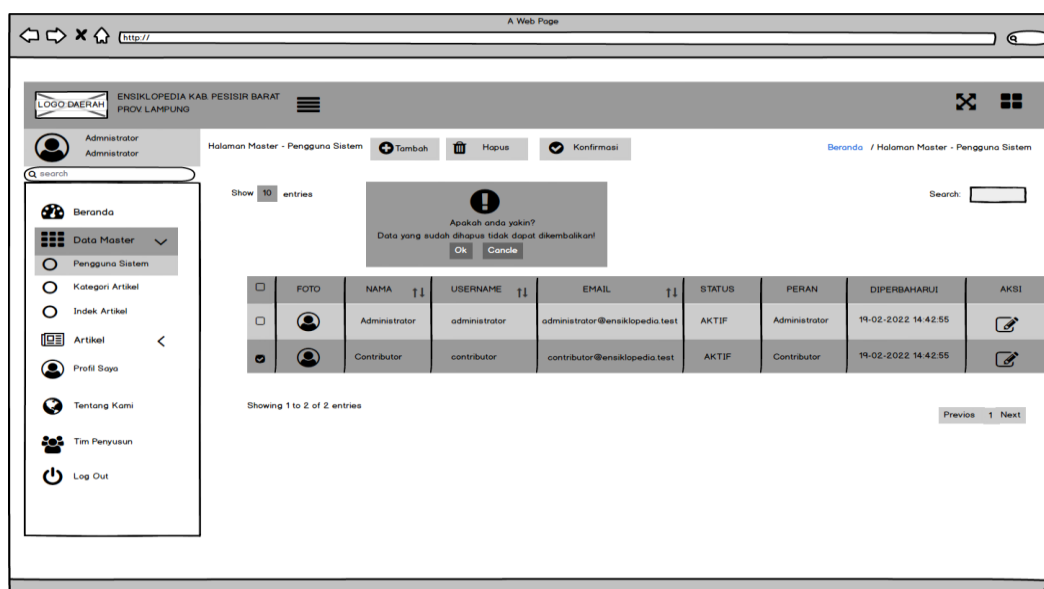 A Web Page
http://
LOGO DAERAH
ENSIKLOPEDIA KAB. PESISIR BARAT
PROV. LAMPUNG
Admnistrator
Admnistrator
search
Halaman Master - Pengguna Sistem
Tambah
Hapus
Konfirmasi
Beranda / Halaman Master - Pengguna Sistem
Beranda
Data Master
Pengguna Sistem
Kategori Artikel
Indek Artikel
Artikel
Profil Saya
Tentang Kami
Tim Penyusun
Log Out
Show 10 entries
Search:
Apakah anda yakin?
Data yang sudah dihapus tidak dapat dikembalikan!
Ok Cancle
FOTO NAMA USERNAME EMAIL STATUS PERAN DIPERBAHARUI AKSI
Administrator administrator administrator@ensiklopedia.test AKTIF Administrator 19-02-2022 14:42:55
Contributor contributor contributor@ensiklopedia.test AKTIF Contributor 19-02-2022 14:42:55
Showing 1 to 2 of 2 entries
Previos 1 Next